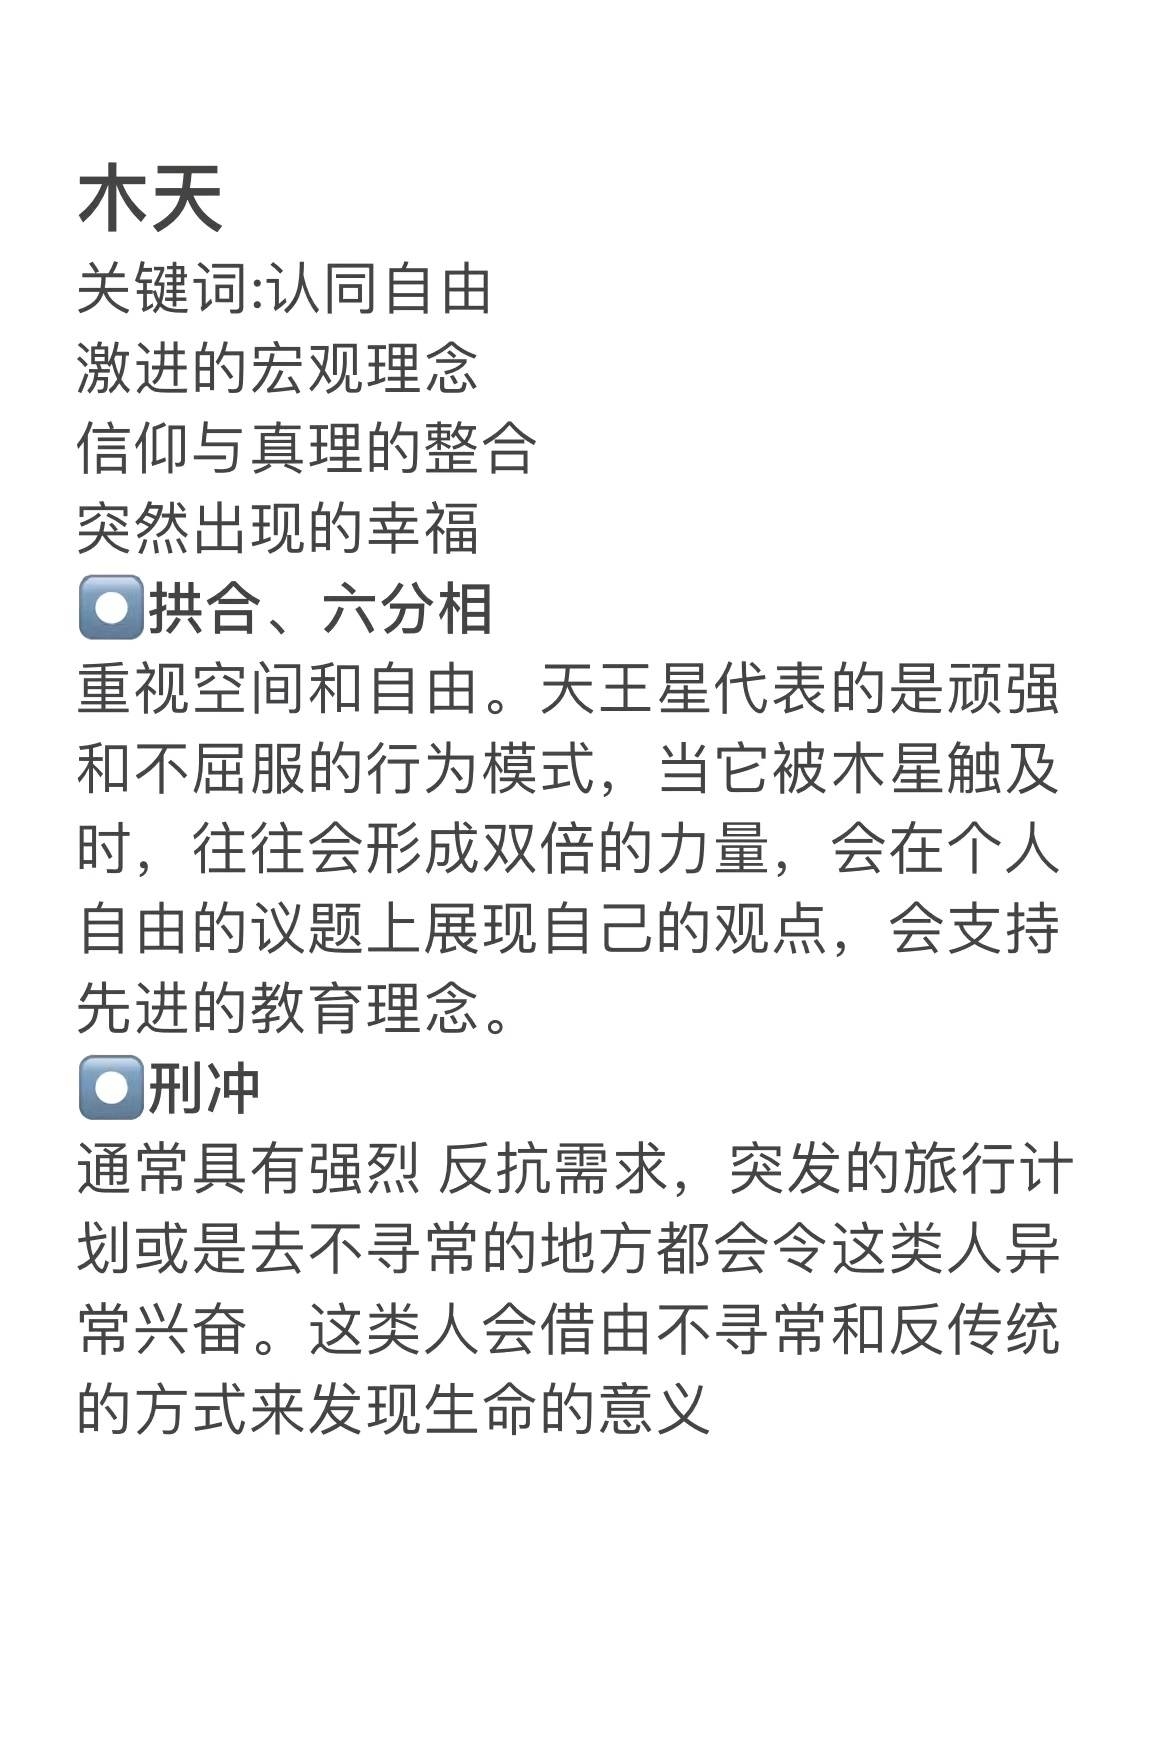 木天
关键词:认同自由
激进的宏观理念
信仰与真理的整合
突然出现的幸福
⏺拱合、六分相
重视空间和自由。天王星代表的是顽强
和不屈服的行为模式，当它被木星触及
时，往往会形成双倍的力量，会在个人
自由的议题上展现自己的观点，会支持
先进的教育理念。
⏺刑冲
通常具有强烈 反抗需求，突发的旅行计
划或是去不寻常的地方都会令这类人异
常兴奋。这类人会借由不寻常和反传统
的方式来发现生命的意义